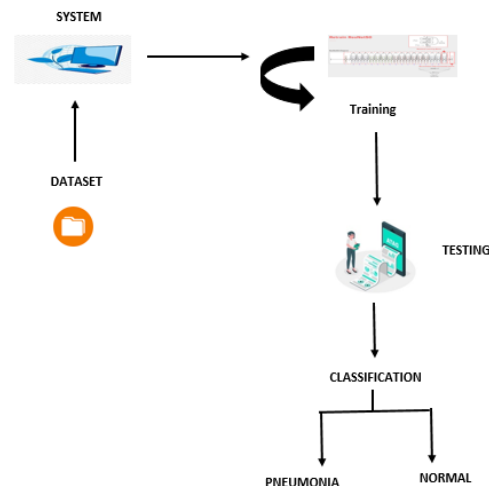 SYSTEM
Training
DATASET
TESTING
CLASSIFICATION
PNEUMONIA
NORMAL